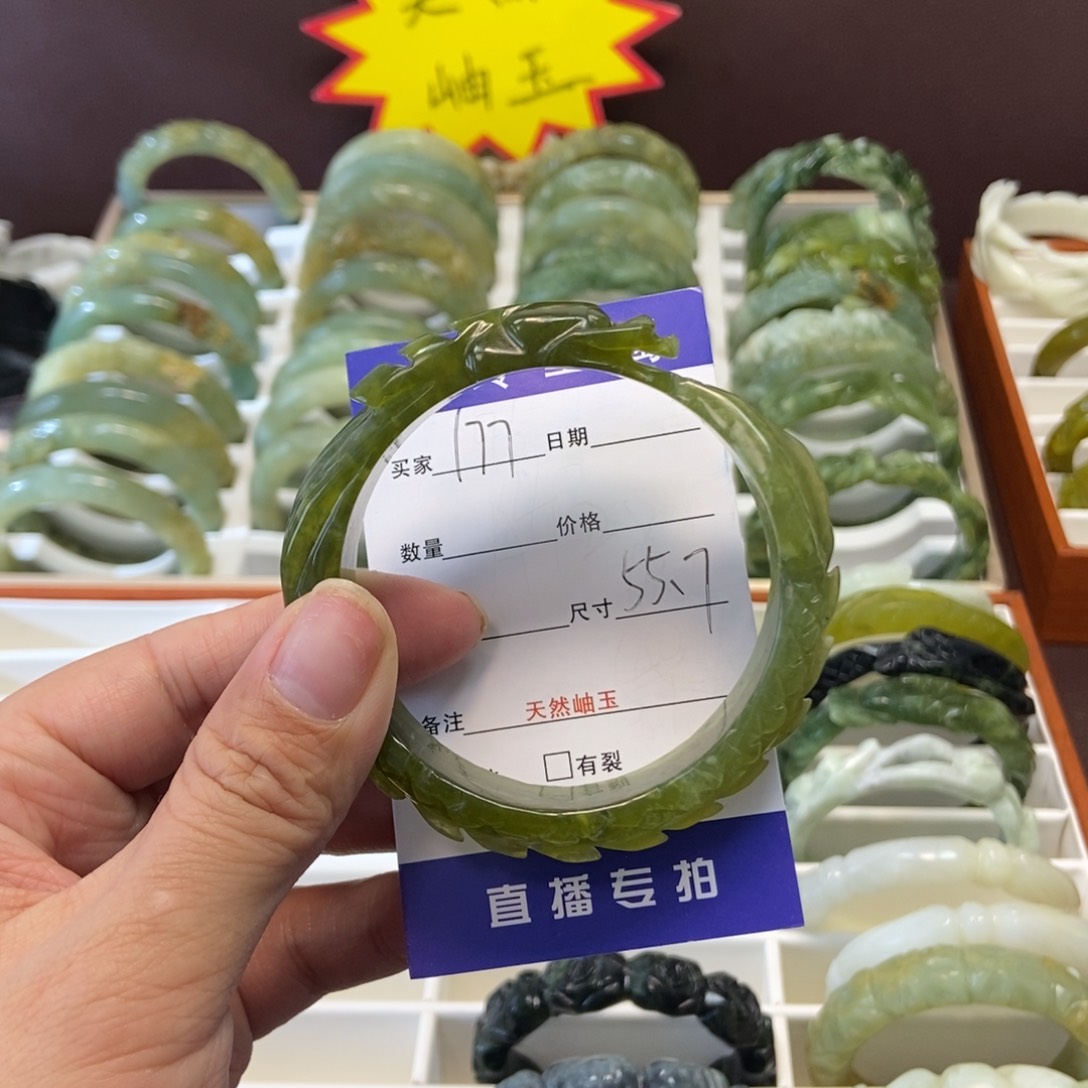 岫玉
买家 177 日期
数量 价格
尺寸 55.7
备注 天然岫玉
□有裂
直播专拍